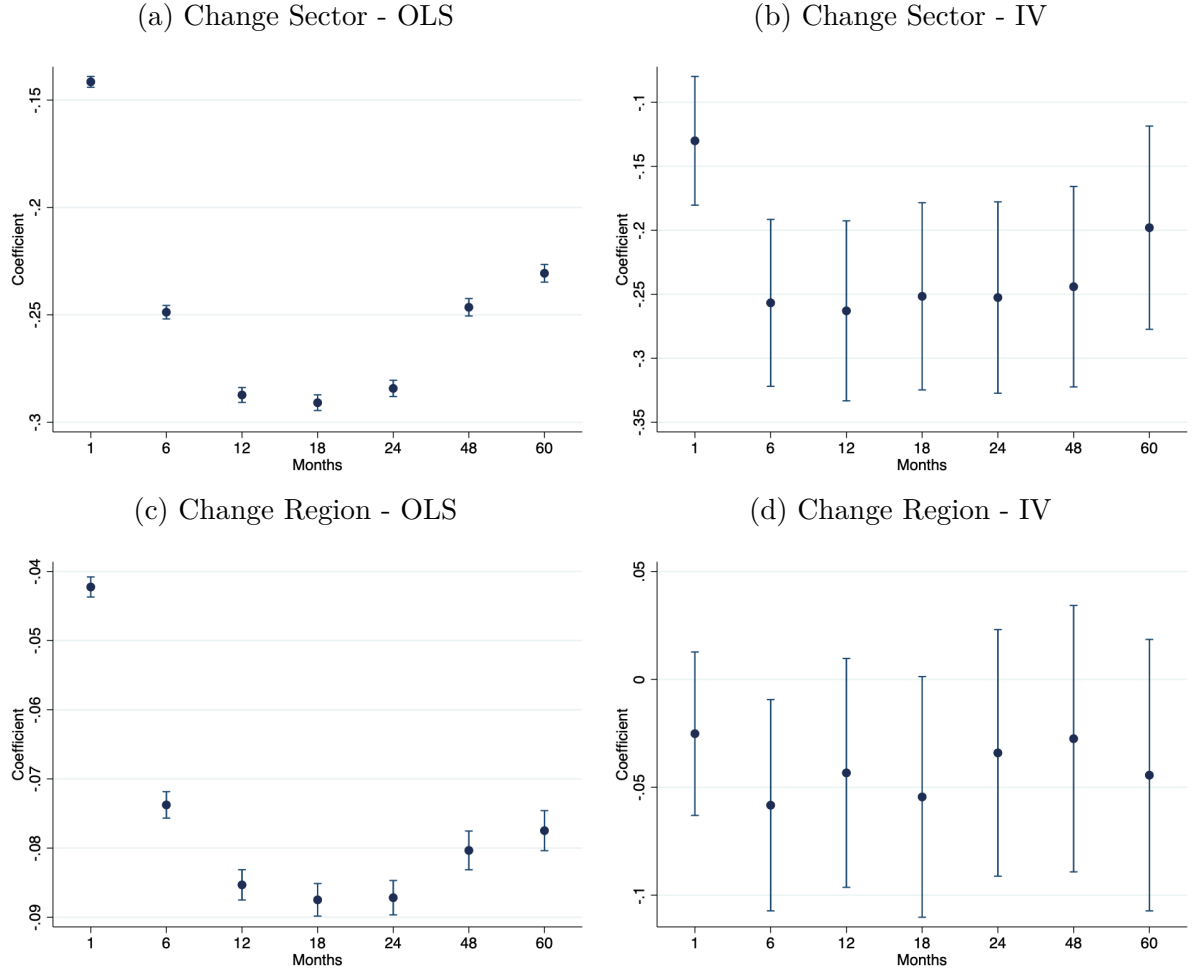 (a) Change Sector - OLS
-.15
-.2
-.25
-.3
Coefficient
1 6 12 18 24 48 60
Months
(b) Change Sector - IV
-.1
-.15
-.2
-.25
-.3
-.35
Coefficient
1 6 12 18 24 48 60
Months
(c) Change Region - OLS
-.04
-.05
-.06
-.07
-.08
-.09
Coefficient
1 6 12 18 24 48 60
Months
(d) Change Region - IV
.05
0
-.05
-.1
Coefficient
1 6 12 18 24 48 60
Months